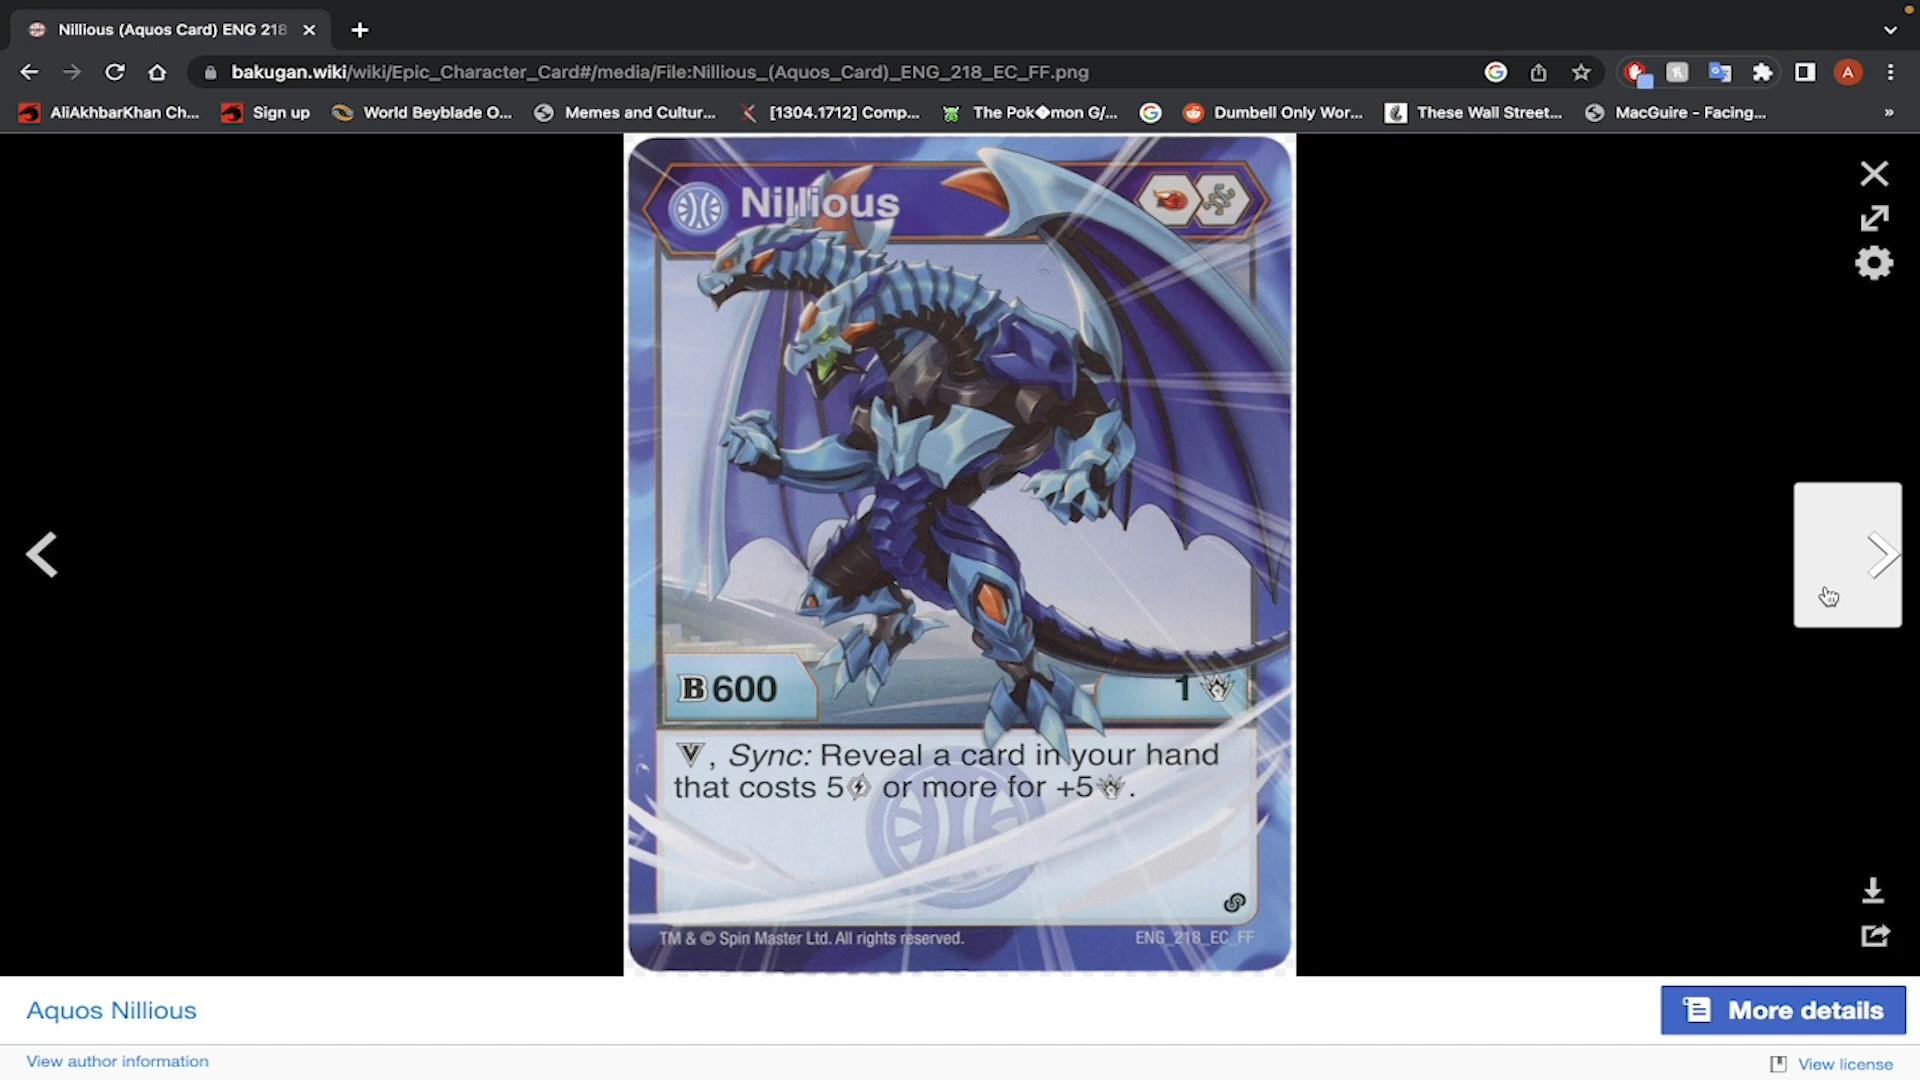 Nillious (Aquos Card) ENG 218
bakugan.wiki/wiki/Epic_Character_Card#/media/File:Nillious_(Aquos_Card)_ENG_218_EC_FF.png
A
AliAkhbarKhan Ch...
Sign up
World Beyblade O...
Memes and Cultur...
[1304.1712] Comp...
The Pok�mon G/...
Dumbell Only Wor...
These Wall Street...
MacGuire - Facing...
»
Nillious
B 600
1
V, Sync: Reveal a card in your hand
that costs 5 or more for +5.
TM & © Spin Master Ltd. All rights reserved.
ENG_218_EC_FF
Aquos Nillious
More details
View author information
View license